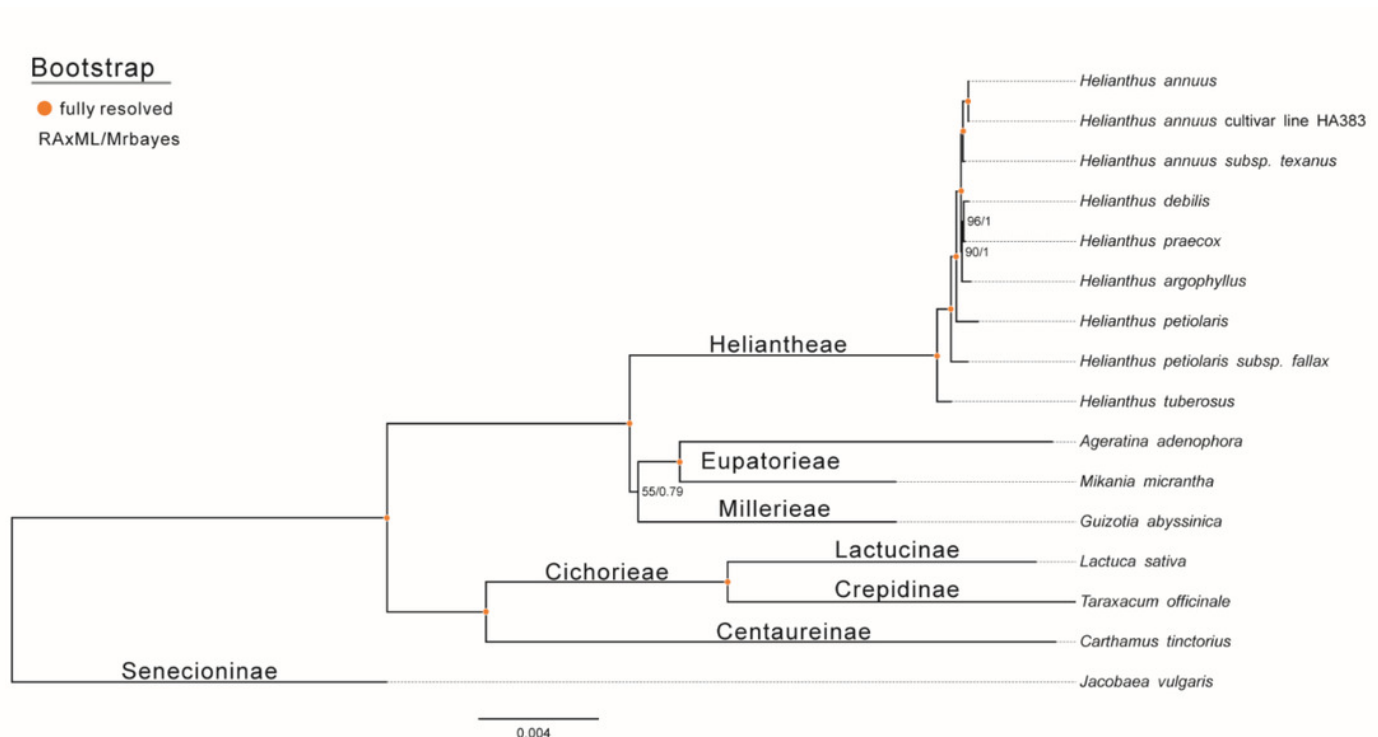 Bootstrap
fully resolved
RAxML/Mrbayes
Helianthus annuus
Helianthus annuus cultivar line HA383
Helianthus annuus subsp. texanus
Helianthus debilis
96/1
Helianthus praecox
90/1
Helianthus argophyllus
Helianthus petiolaris
Heliantheae
Helianthus petiolaris subsp. fallax
Helianthus tuberosus
Ageratina adenophora
Eupatorieae
Mikania micrantha
55/0.79
Millerieae
Guizotia abyssinica
Lactucinae
Lactuca sativa
Cichorieae
Crepidinae
Taraxacum officinale
Centaureinae
Carthamus tinctorius
Senecioninae
Jacobaea vulgaris
0.004